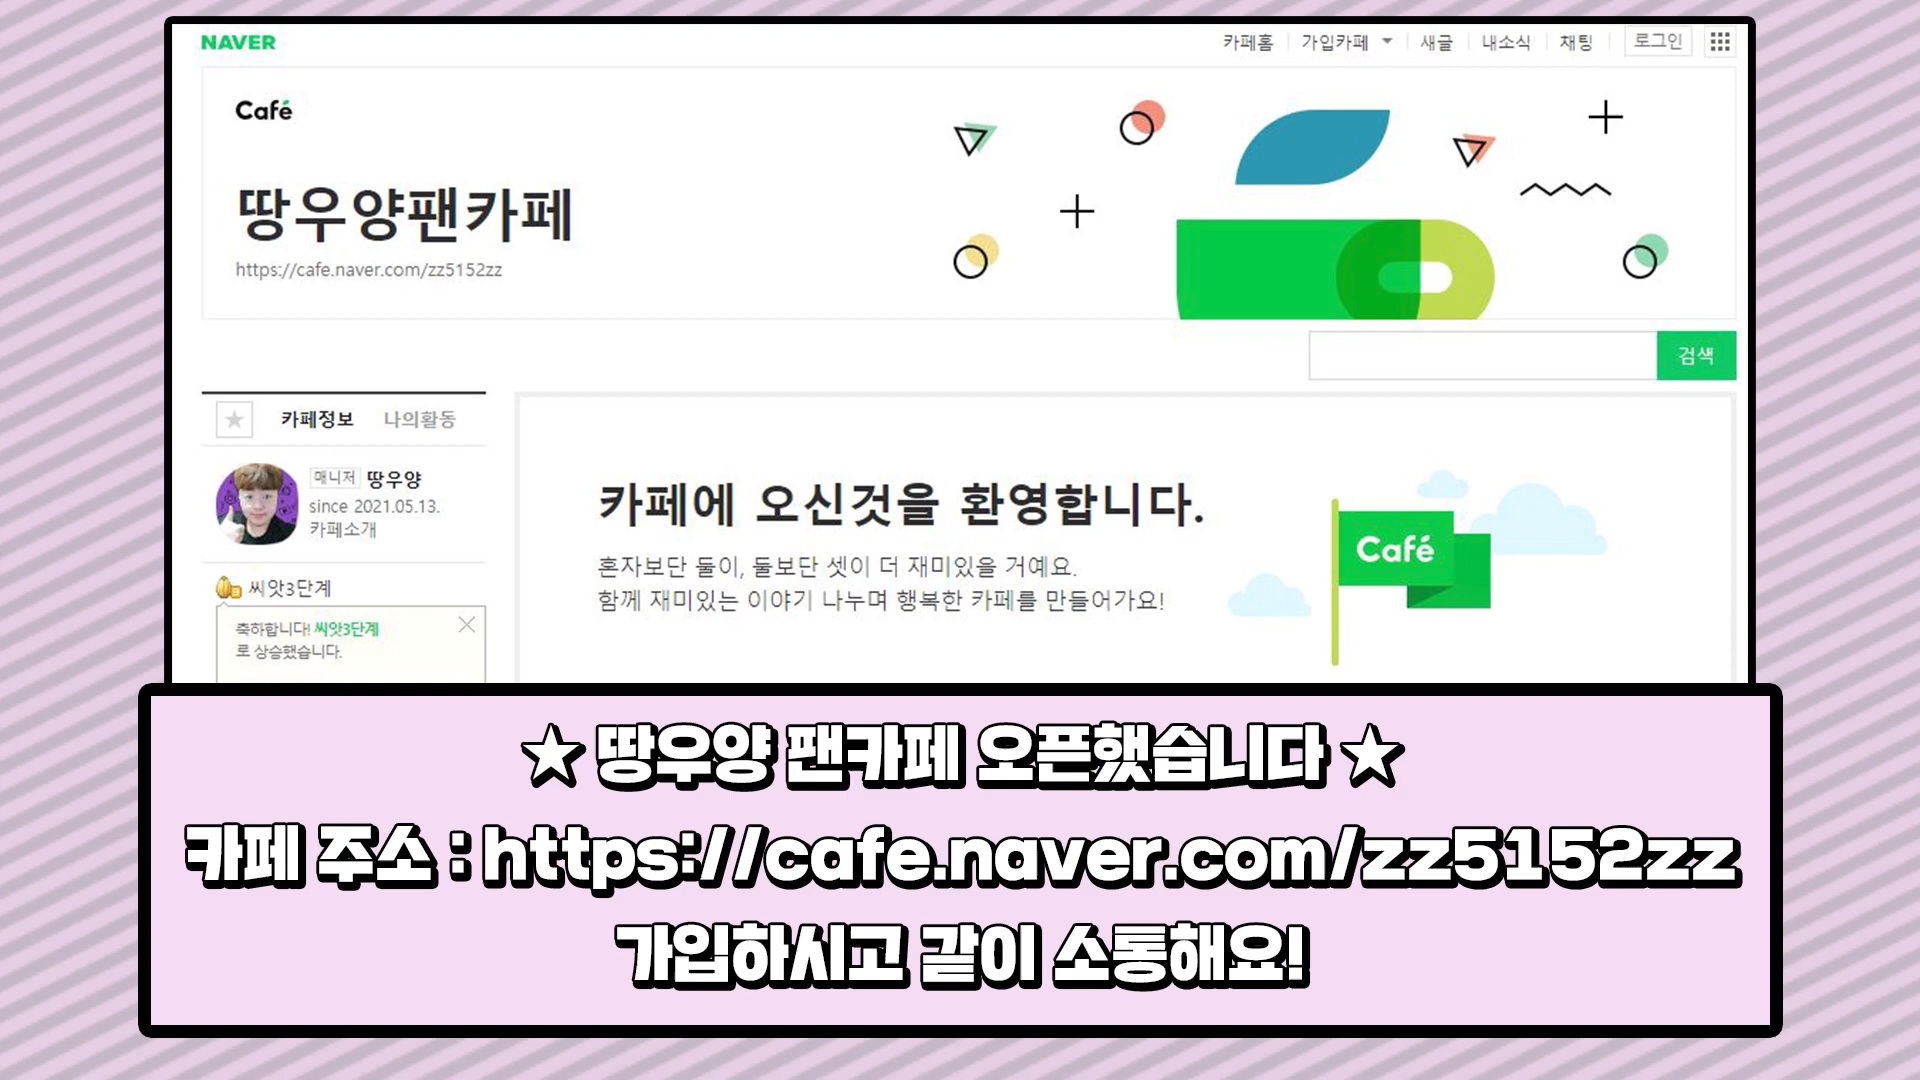 NAVER
카페홈 가입카페 새글 내소식 채팅 로그인
Café
땅우양팬카페
https://cafe.naver.com/zz5152zz
검색
카페정보 나의활동
매니저 땅우양
since 2021.05.13.
카페소개
씨앗3단계
축하합니다! 씨앗3단계
로 상승했습니다.
카페에 오신것을 환영합니다.
혼자보단 둘이, 둘보단 셋이 더 재미있을 거예요.
함께 재미있는 이야기 나누며 행복한 카페를 만들어가요!
Café
★ 땅우양 팬카페 오픈했습니다 ★
카페 주소 : https://cafe.naver.com/zz5152zz
가입하시고 같이 소통해요!